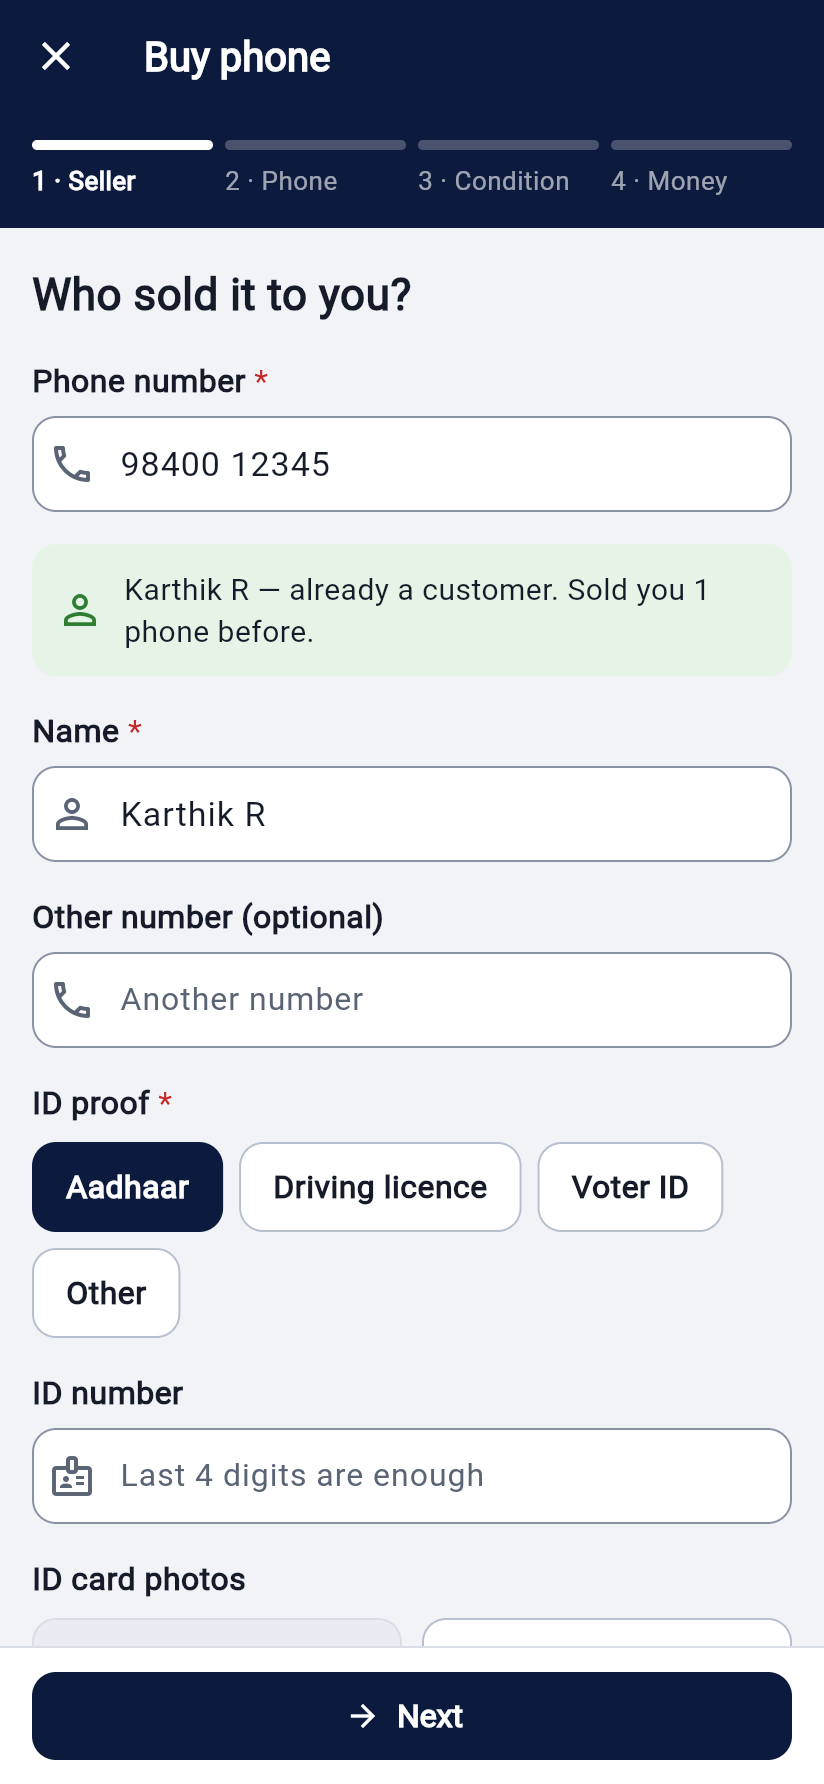 Buy phone
1 · Seller
2 · Phone
3 · Condition
4 · Money
Who sold it to you?
Phone number *
98400 12345
Karthik R — already a customer. Sold you 1
phone before.
Name *
Karthik R
Other number (optional)
Another number
ID proof *
Aadhaar
Driving licence
Voter ID
Other
ID number
Last 4 digits are enough
ID card photos
Next